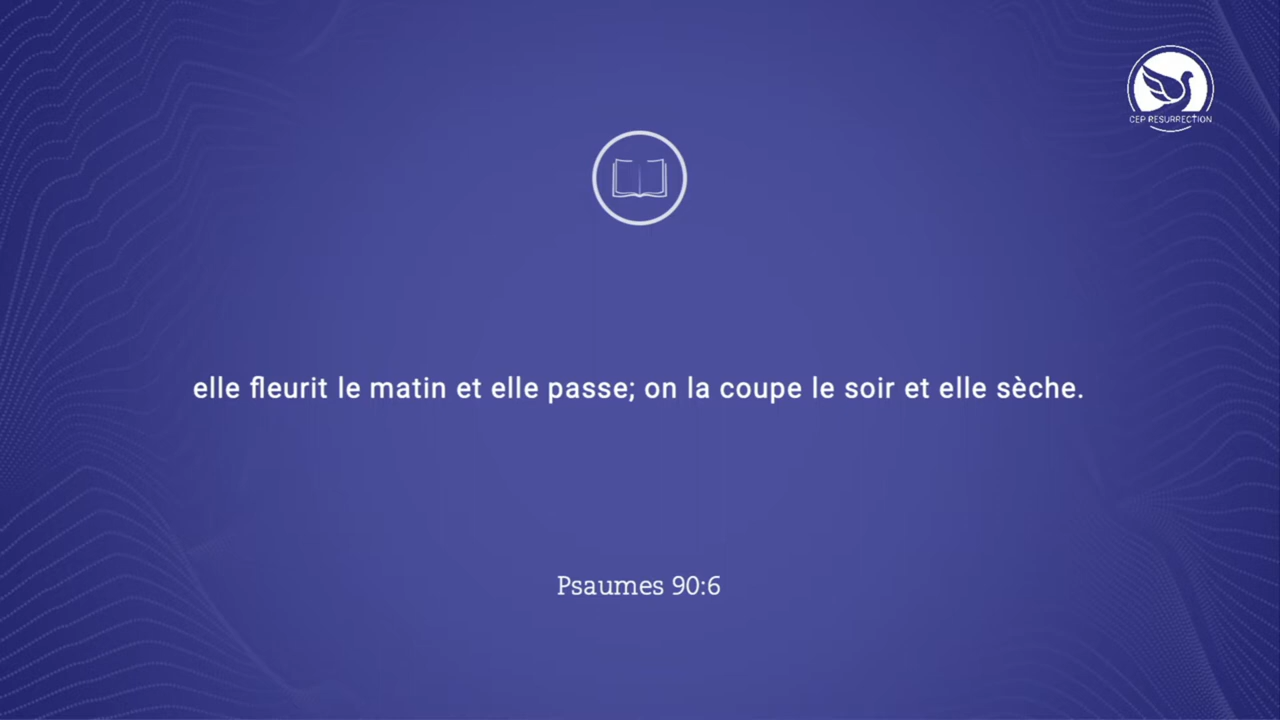 CEP RESURRECTION
elle fleurit le matin et elle passe; on la coupe le soir et elle sèche.
Psaumes 90:6